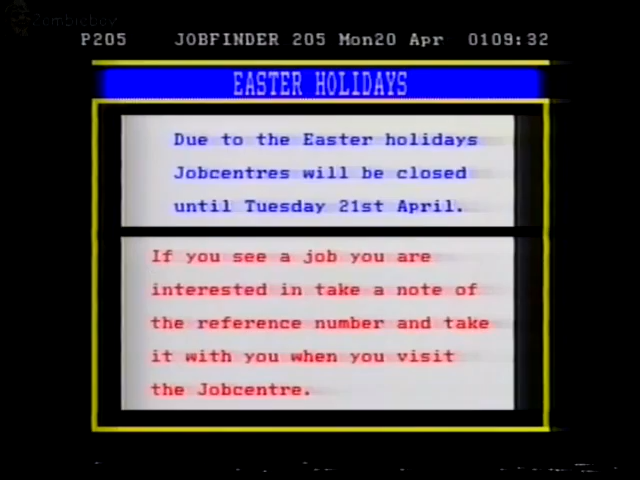 Zombieboy
P205 JOBFINDER 205 Mon20 Apr 0109:32
EASTER HOLIDAYS
Due to the Easter holidays
Jobcentres will be closed
until Tuesday 21st April.
If you see a job you are
interested in take a note of
the reference number and take
it with you when you visit
the Jobcentre.